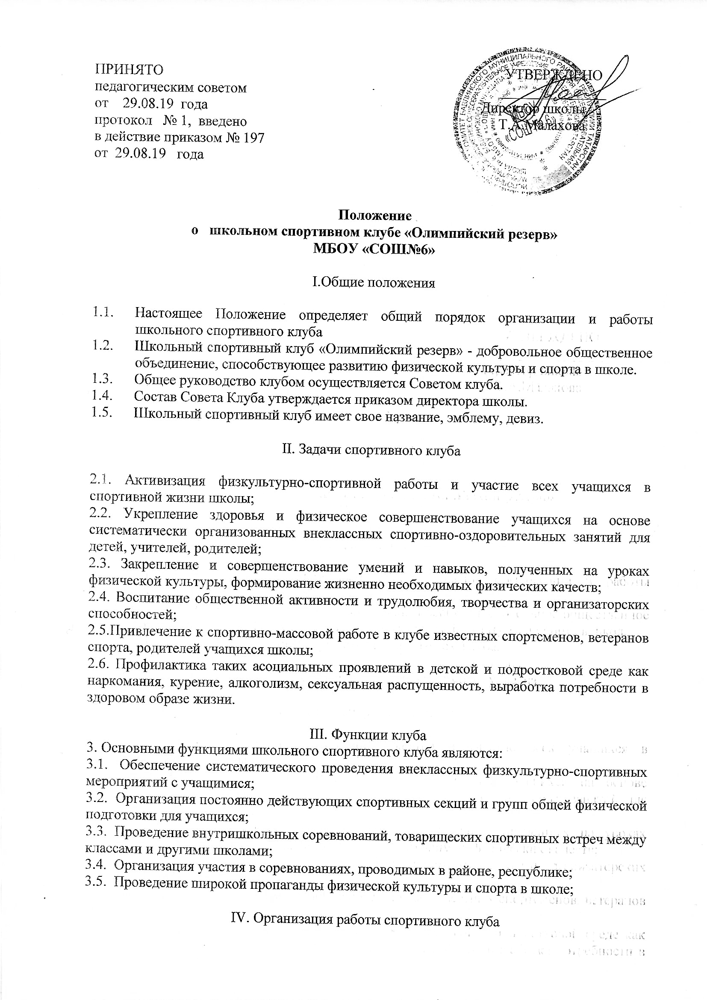 ПРИНЯТО
педагогическим советом
от 29.08.19 года
протокол № 1, введено
в действие приказом № 197
от 29.08.19 года
УТВЕРЖДЕНО
Директор школы
Т.А.Малахова
МБОУ
«СОШ №6»
Положение
о школьном спортивном клубе «Олимпийский резерв»
МБОУ «СОШ№6»
I.Общие положения
1.1. Настоящее Положение определяет общий порядок организации и работы
школьного спортивного клуба
1.2. Школьный спортивный клуб «Олимпийский резерв» - добровольное общественное
объединение, способствующее развитию физической культуры и спорта в школе.
1.3. Общее руководство клубом осуществляется Советом клуба.
1.4. Состав Совета Клуба утверждается приказом директора школы.
1.5. Школьный спортивный клуб имеет свое название, эмблему, девиз.
II. Задачи спортивного клуба
2.1. Активизация физкультурно-спортивной работы и участие всех учащихся в
спортивной жизни школы;
2.2. Укрепление здоровья и физическое совершенствование учащихся на основе
систематически организованных внеклассных спортивно-оздоровительных занятий для
детей, учителей, родителей;
2.3. Закрепление и совершенствование умений и навыков, полученных на уроках
физической культуры, формирование жизненно необходимых физических качеств;
2.4. Воспитание общественной активности и трудолюбия, творчества и организаторских
способностей;
2.5.Привлечение к спортивно-массовой работе в клубе известных спортсменов, ветеранов
спорта, родителей учащихся школы;
2.6. Профилактика таких асоциальных проявлений в детской и подростковой среде как
наркомания, курение, алкоголизм, сексуальная распущенность, выработка потребности в
здоровом образе жизни.
III. Функции клуба
3. Основными функциями школьного спортивного клуба являются:
3.1. Обеспечение систематического проведения внеклассных физкультурно-спортивных
мероприятий с учащимися;
3.2. Организация постоянно действующих спортивных секций и групп общей физической
подготовки для учащихся;
3.3. Проведение внутришкольных соревнований, товарищеских спортивных встреч между
классами и другими школами;
3.4. Организация участия в соревнованиях, проводимых в районе, республике;
3.5. Проведение широкой пропаганды физической культуры и спорта в школе;
IV. Организация работы спортивного клуба